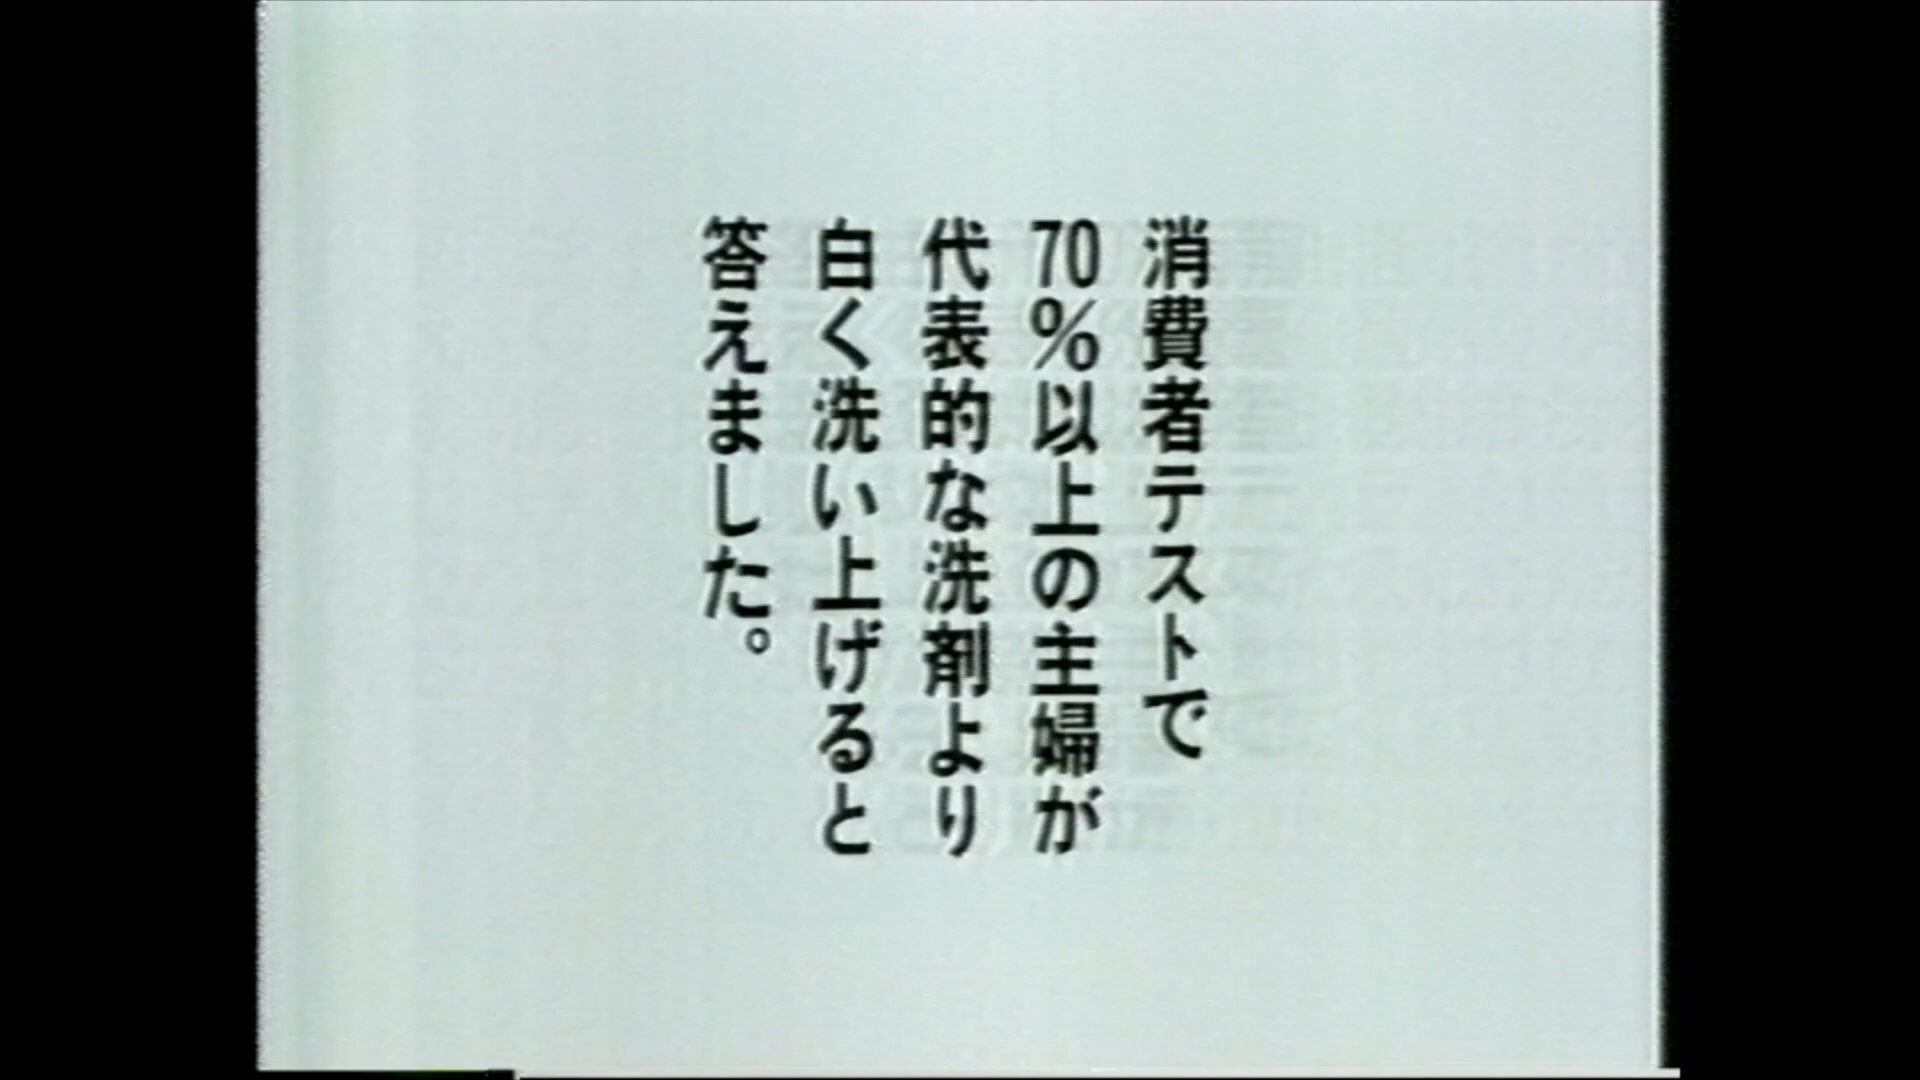 消費者テストで
70%以上の主婦が
代表的な洗剤より
白く洗い上げると
答えました。